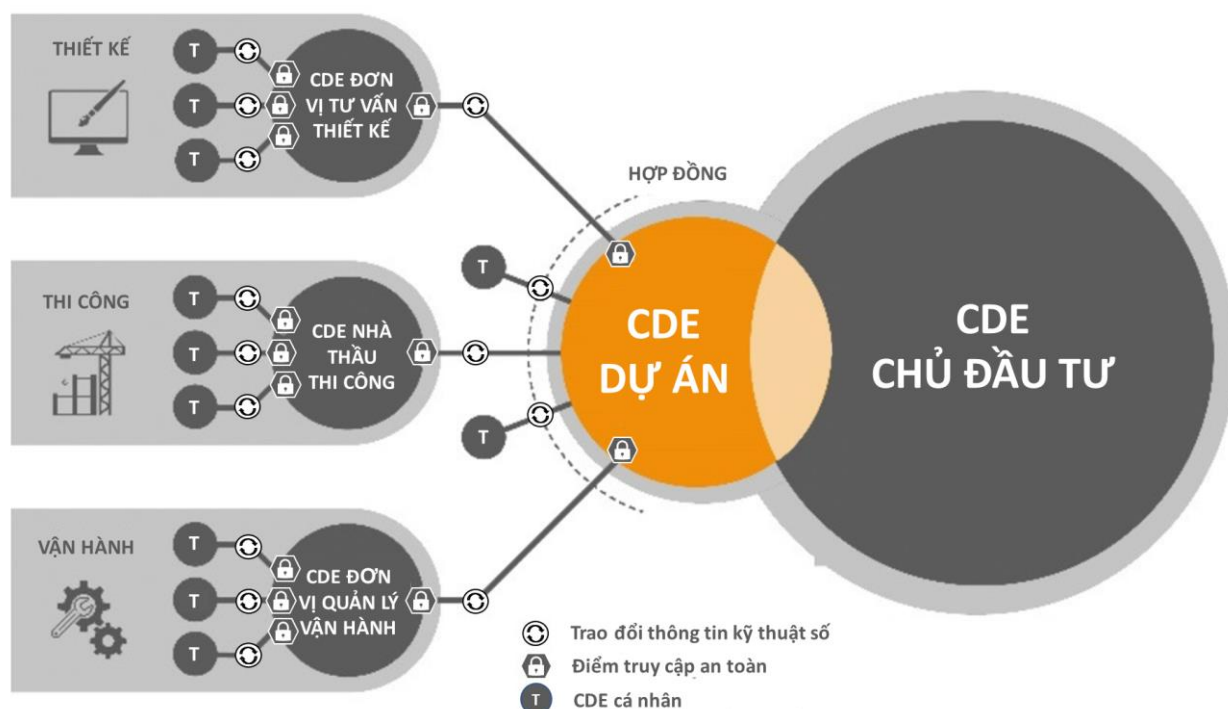 THIẾT KẾ
T
T
T
CDE ĐƠN
VỊ TƯ VẤN
THIẾT KẾ
HỢP ĐỒNG
THI CÔNG
T
T
T
CDE NHÀ
THẦU
THI CÔNG
T
T
CDE
DỰ ÁN
CDE
CHỦ ĐẦU TƯ
VẬN HÀNH
T
T
T
CDE ĐƠN
VỊ QUẢN LÝ
VẬN HÀNH
Trao đổi thông tin kỹ thuật số
Điểm truy cập an toàn
T CDE cá nhân